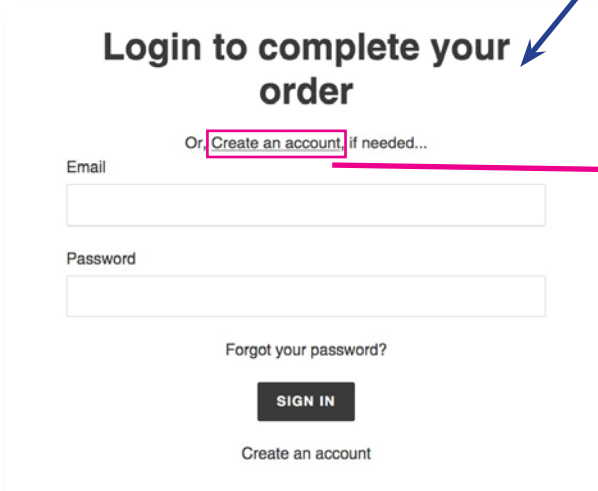 Login to complete your
order
Or, Create an account, if needed...
Email
Password
Forgot your password?
SIGN IN
Create an account